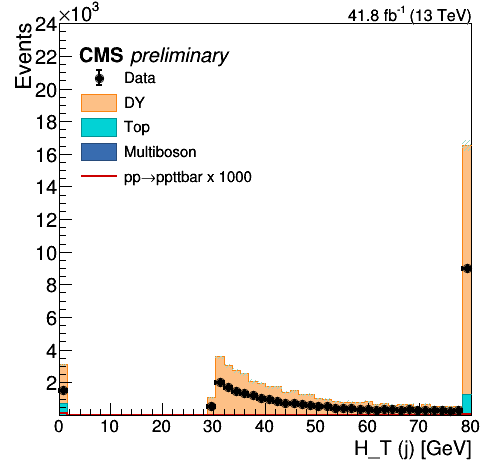 ×10³
41.8 fb⁻¹ (13 TeV)
Events
24
22
20
18
16
14
12
10
8
6
4
2
CMS preliminary
Data
DY
Top
Multiboson
pp→ppttbar x 1000
0 10 20 30 40 50 60 70 80
H_T (j) [GeV]